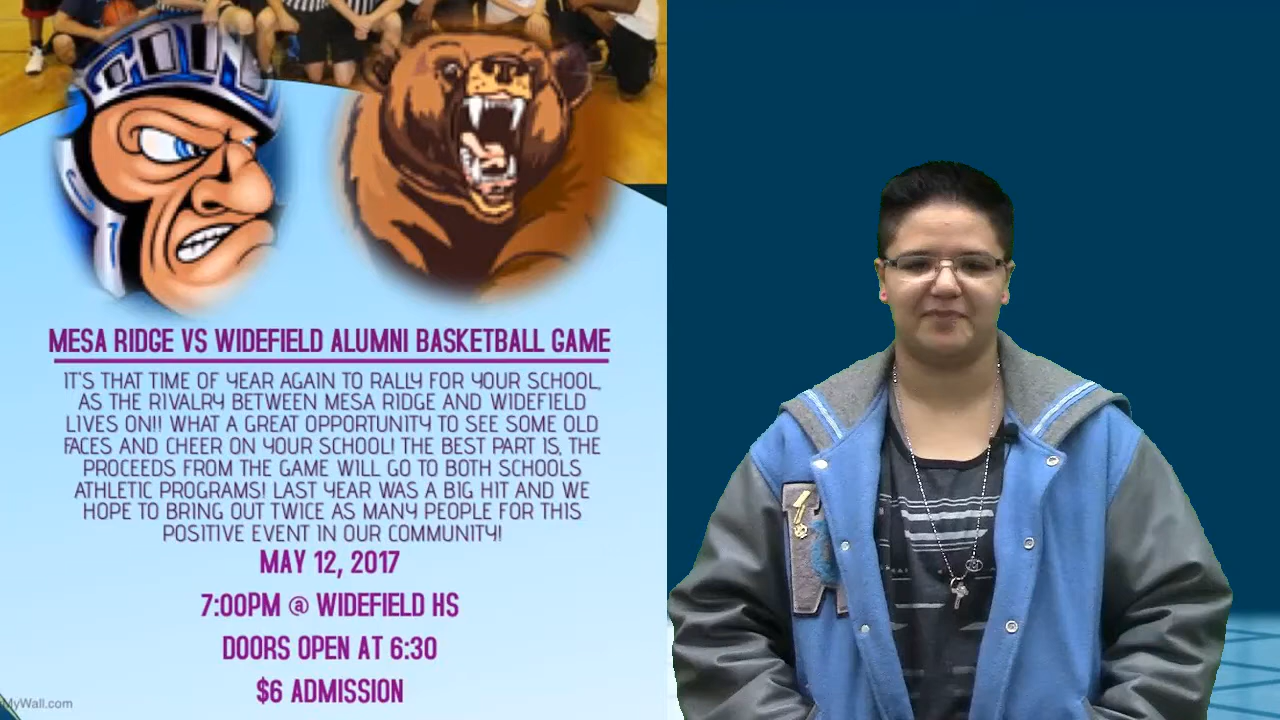 MESA RIDGE VS WIDEFIELD ALUMNI BASKETBALL GAME
IT'S THAT TIME OF YEAR AGAIN TO RALLY FOR YOUR SCHOOL,
AS THE RIVALRY BETWEEN MESA RIDGE AND WIDEFIELD
LIVES ON!! WHAT A GREAT OPPORTUNITY TO SEE SOME OLD
FACES AND CHEER ON YOUR SCHOOL! THE BEST PART IS, THE
PROCEEDS FROM THE GAME WILL GO TO BOTH SCHOOLS
ATHLETIC PROGRAMS! LAST YEAR WAS A BIG HIT AND WE
HOPE TO BRING OUT TWICE AS MANY PEOPLE FOR THIS
POSITIVE EVENT IN OUR COMMUNITY!
MAY 12, 2017
7:00PM @ WIDEFIELD HS
DOORS OPEN AT 6:30
$6 ADMISSION
MyWall.com